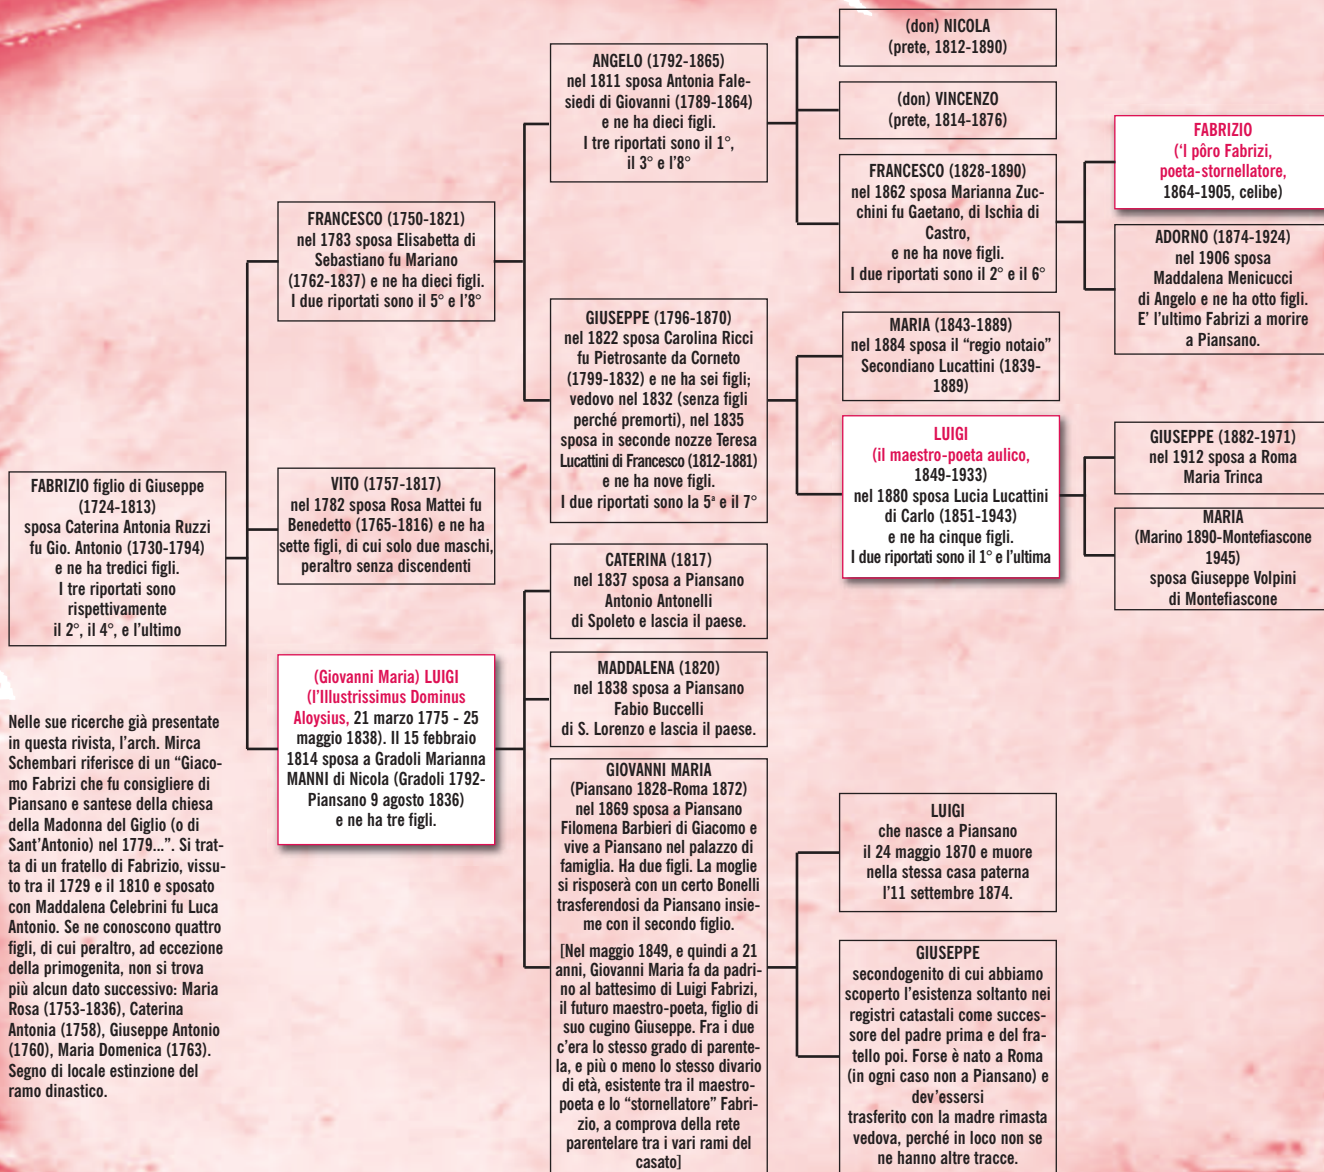 FABRIZIO figlio di Giuseppe
(1724-1813)
sposa Caterina Antonia Ruzzi
fu Gio. Antonio (1730-1794)
e ne ha tredici figli.
I tre riportati sono
rispettivamente
il 2°, il 4°, e l'ultimo
Nelle sue ricerche già presentate
in questa rivista, l'arch. Mirca
Schembari riferisce di un “Giaco-
mo Fabrizi che fu consigliere di
Piansano e santese della chiesa
della Madonna del Giglio (o di
Sant'Antonio) nel 1779...”. Si trat-
ta di un fratello di Fabrizio, vissu-
to tra il 1729 e il 1810 e sposato
con Maddalena Celebrini fu Luca
Antonio. Se ne conoscono quattro
figli, di cui peraltro, ad eccezione
della primogenita, non si trova
più alcun dato successivo: Maria
Rosa (1753-1836), Caterina
Antonia (1758), Giuseppe Antonio
(1760), Maria Domenica (1763).
Segno di locale estinzione del
ramo dinastico.
FRANCESCO (1750-1821)
nel 1783 sposa Elisabetta di
Sebastiano fu Mariano
(1762-1837) e ne ha dieci figli.
I due riportati sono il 5° e l'8°
VITO (1757-1817)
nel 1782 sposa Rosa Mattei fu
Benedetto (1765-1816) e ne ha
sette figli, di cui solo due maschi,
peraltro senza discendenti
(Giovanni Maria) LUIGI
(l'Illustrissimus Dominus
Aloysius, 21 marzo 1775 - 25
maggio 1838). Il 15 febbraio
1814 sposa a Gradoli Marianna
MANNI di Nicola (Gradoli 1792-
Piansano 9 agosto 1836)
e ne ha tre figli.
ANGELO (1792-1865)
nel 1811 sposa Antonia Fale-
siedi di Giovanni (1789-1864)
e ne ha dieci figli.
I tre riportati sono il 1°,
il 3° e l'8°
GIUSEPPE (1796-1870)
nel 1822 sposa Carolina Ricci
fu Pietrosante da Corneto
(1799-1832) e ne ha sei figli;
vedovo nel 1832 (senza figli
perché premorti), nel 1835
sposa in seconde nozze Teresa
Lucattini di Francesco (1812-1881)
e ne ha nove figli.
I due riportati sono la 5ª e il 7°
CATERINA (1817)
nel 1837 sposa a Piansano
Antonio Antonelli
di Spoleto e lascia il paese.
MADDALENA (1820)
nel 1838 sposa a Piansano
Fabio Buccelli
di S. Lorenzo e lascia il paese.
GIOVANNI MARIA
(Piansano 1828-Roma 1872)
nel 1869 sposa a Piansano
Filomena Barbieri di Giacomo e
vive a Piansano nel palazzo di
famiglia. Ha due figli. La moglie
si risposerà con un certo Bonelli
trasferendosi da Piansano insie-
me con il secondo figlio.
[Nel maggio 1849, e quindi a 21
anni, Giovanni Maria fa da padri-
no al battesimo di Luigi Fabrizi,
il futuro maestro-poeta, figlio di
suo cugino Giuseppe. Fra i due
c'era lo stesso grado di parente-
la, e più o meno lo stesso divario
di età, esistente tra il maestro-
poeta e lo “stornellatore” Fabri-
zio, a comprova della rete
parentelare tra i vari rami del
casato]
(don) NICOLA
(prete, 1812-1890)
(don) VINCENZO
(prete, 1814-1876)
FRANCESCO (1828-1890)
nel 1862 sposa Marianna Zuc-
chini fu Gaetano, di Ischia di
Castro,
e ne ha nove figli.
I due riportati sono il 2° e il 6°
MARIA (1843-1889)
nel 1884 sposa il “regio notaio”
Secondiano Lucattini (1839-
1889)
LUIGI
(il maestro-poeta aulico,
1849-1933)
nel 1880 sposa Lucia Lucattini
di Carlo (1851-1943)
e ne ha cinque figli.
I due riportati sono il 1° e l'ultima
LUIGI
che nasce a Piansano
il 24 maggio 1870 e muore
nella stessa casa paterna
l'11 settembre 1874.
GIUSEPPE
secondogenito di cui abbiamo
scoperto l'esistenza soltanto nei
registri catastali come succes-
sore del padre prima e del fra-
tello poi. Forse è nato a Roma
(in ogni caso non a Piansano) e
dev'essersi
trasferito con la madre rimasta
vedova, perché in loco non se
ne hanno altre tracce.
FABRIZIO
('l pôro Fabrizi,
poeta-stornellatore,
1864-1905, celibe)
ADORNO (1874-1924)
nel 1906 sposa
Maddalena Menicucci
di Angelo e ne ha otto figli.
E' l'ultimo Fabrizi a morire
a Piansano.
GIUSEPPE (1882-1971)
nel 1912 sposa a Roma
Maria Trinca
MARIA
(Marino 1890-Montefiascone
1945)
sposa Giuseppe Volpini
di Montefiascone